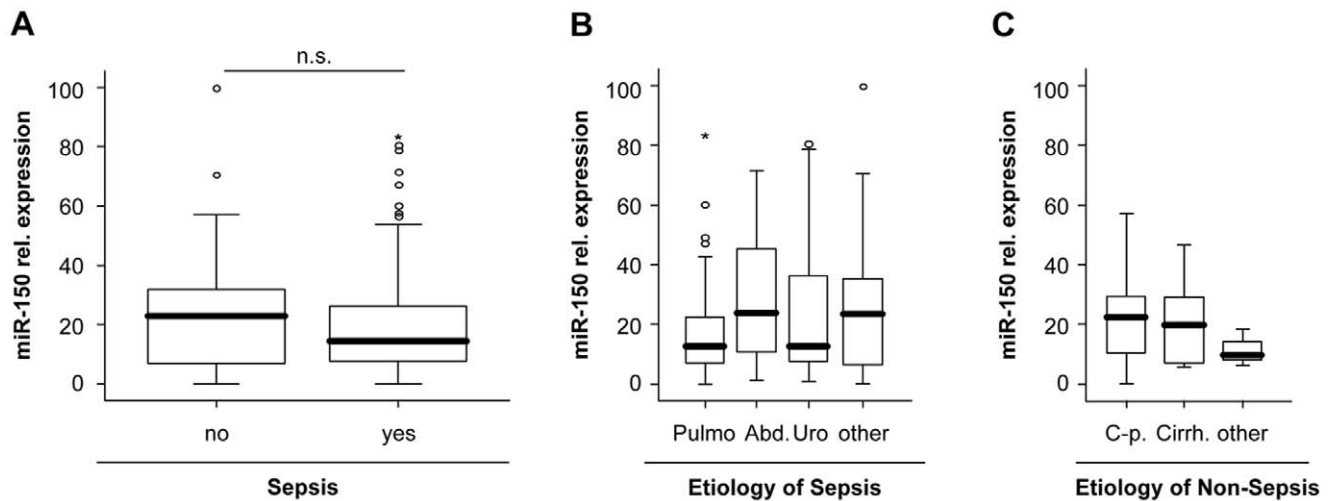 A
n.s.
miR-150 rel. expression
100
80
60
40
20
0
no yes
Sepsis
B
miR-150 rel. expression
100
80
60
40
20
0
Pulmo Abd. Uro other
Etiology of Sepsis
C
miR-150 rel. expression
100
80
60
40
20
0
C-p. Cirrh. other
Etiology of Non-Sepsis